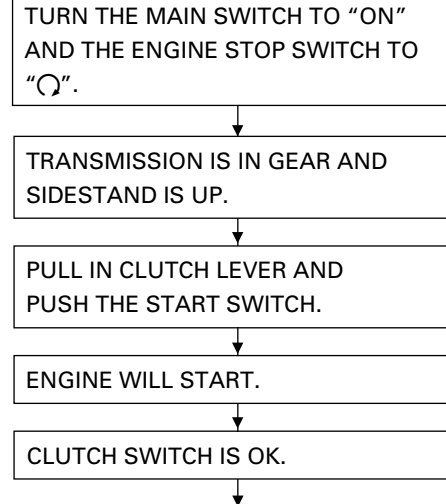 TURN THE MAIN SWITCH TO “ON”
AND THE ENGINE STOP SWITCH TO
“”.
TRANSMISSION IS IN GEAR AND
SIDESTAND IS UP.
PULL IN CLUTCH LEVER AND
PUSH THE START SWITCH.
ENGINE WILL START.
CLUTCH SWITCH IS OK.